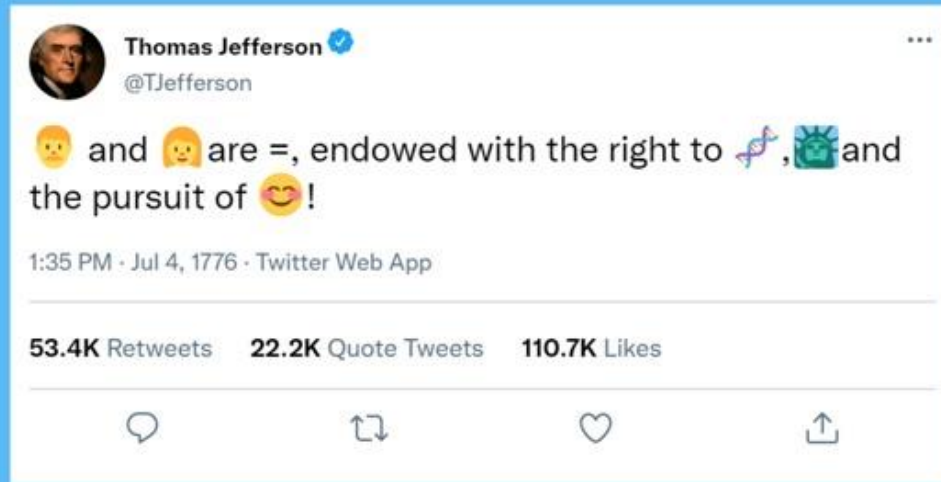 Thomas Jefferson
@TJefferson
👨 and 👩 are =, endowed with the right to 🧬, 🗽 and
the pursuit of 😊!
1:35 PM · Jul 4, 1776 · Twitter Web App
53.4K Retweets 22.2K Quote Tweets 110.7K Likes